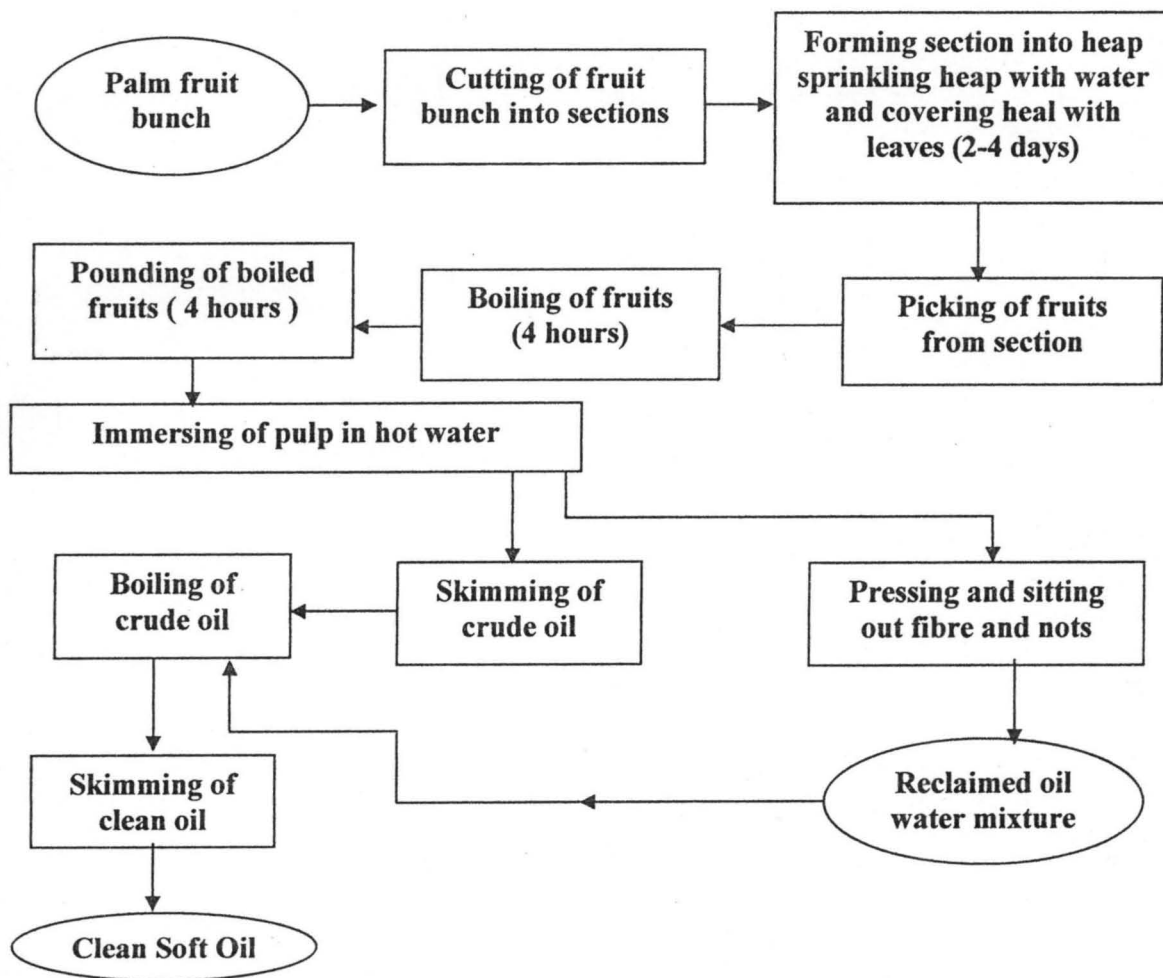 Palm fruit
bunch
Cutting of fruit
bunch into sections
Forming section into heap
sprinkling heap with water
and covering heal with
leaves (2-4 days)
Picking of fruits
from section
Boiling of fruits
(4 hours)
Pounding of boiled
fruits ( 4 hours )
Immersing of pulp in hot water
Skimming of
crude oil
Boiling of
crude oil
Pressing and sitting
out fibre and nots
Reclaimed oil
water mixture
Skimming of
clean oil
Clean Soft Oil